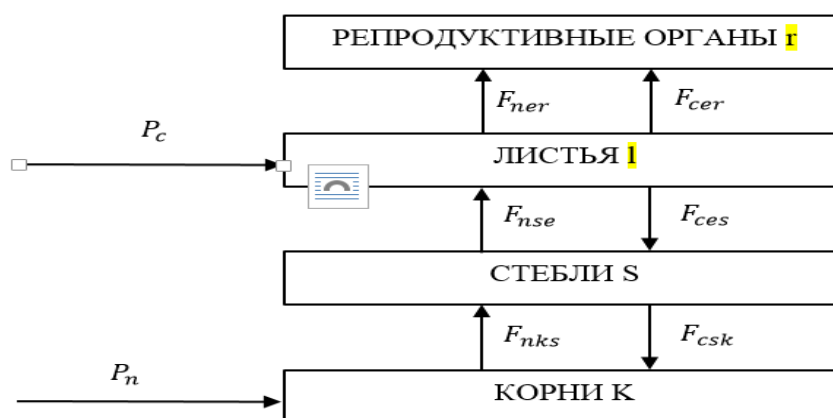 РЕПРОДУКТИВНЫЕ ОРГАНЫ r
F_ner F_cer
P_c
ЛИСТЬЯ l
F_nse F_ces
СТЕБЛИ S
F_nks F_csk
P_n
КОРНИ K